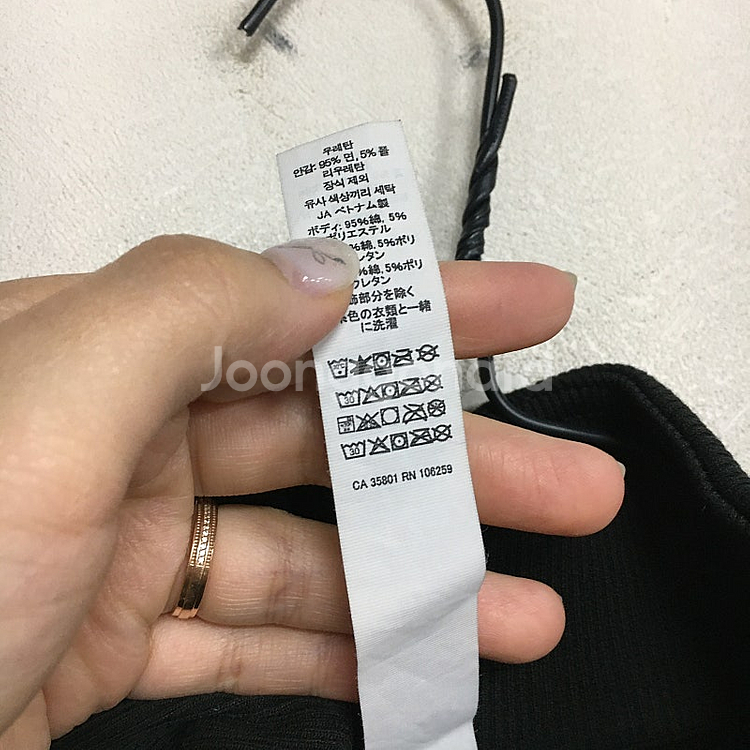 우레탄
안감: 95% 면, 5% 폴
리우레탄
장식 제외
유사 색상끼리 세탁
JA ベトナム製
ボディ: 95%綿, 5%
ポリエステル
%綿, 5%ポリ
レタン
%綿, 5%ポリ
ウレタン
飾部分を除く
色の衣類と一緒
に洗濯
30
30
CA 35801 RN 106259